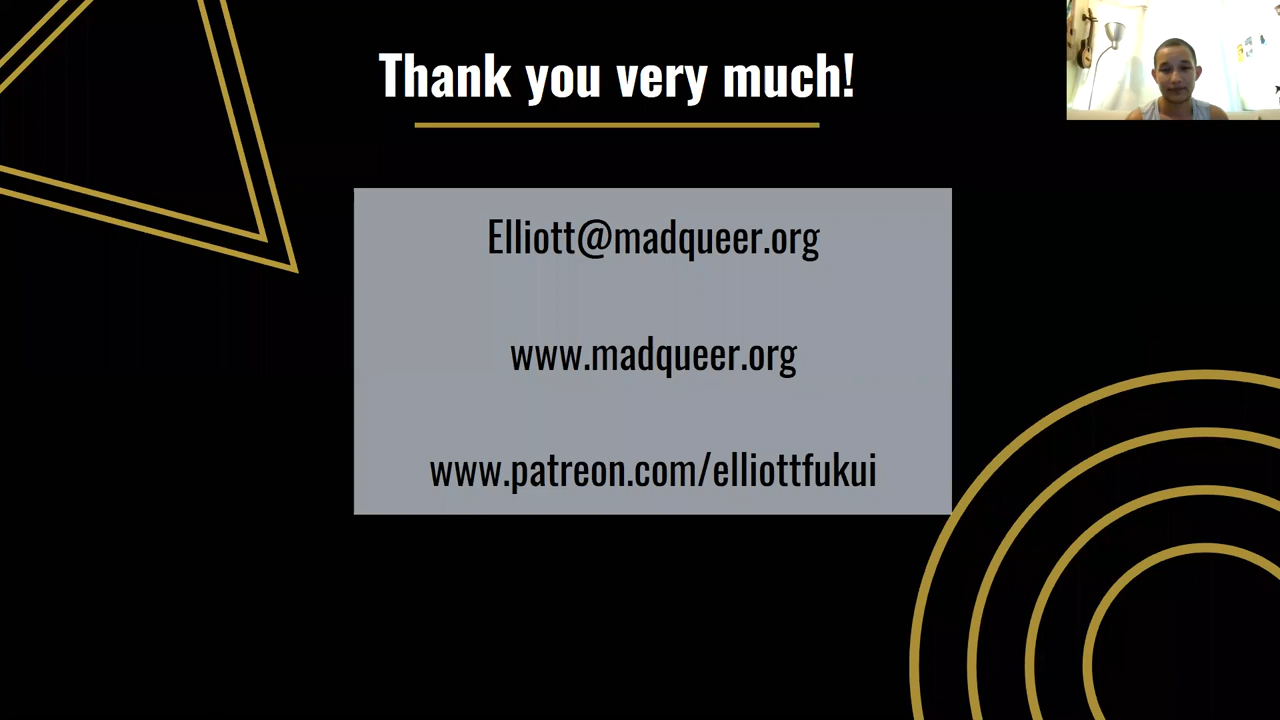 Thank you very much!
Elliott@madqueer.org
www.madqueer.org
www.patreon.com/elliottfukui